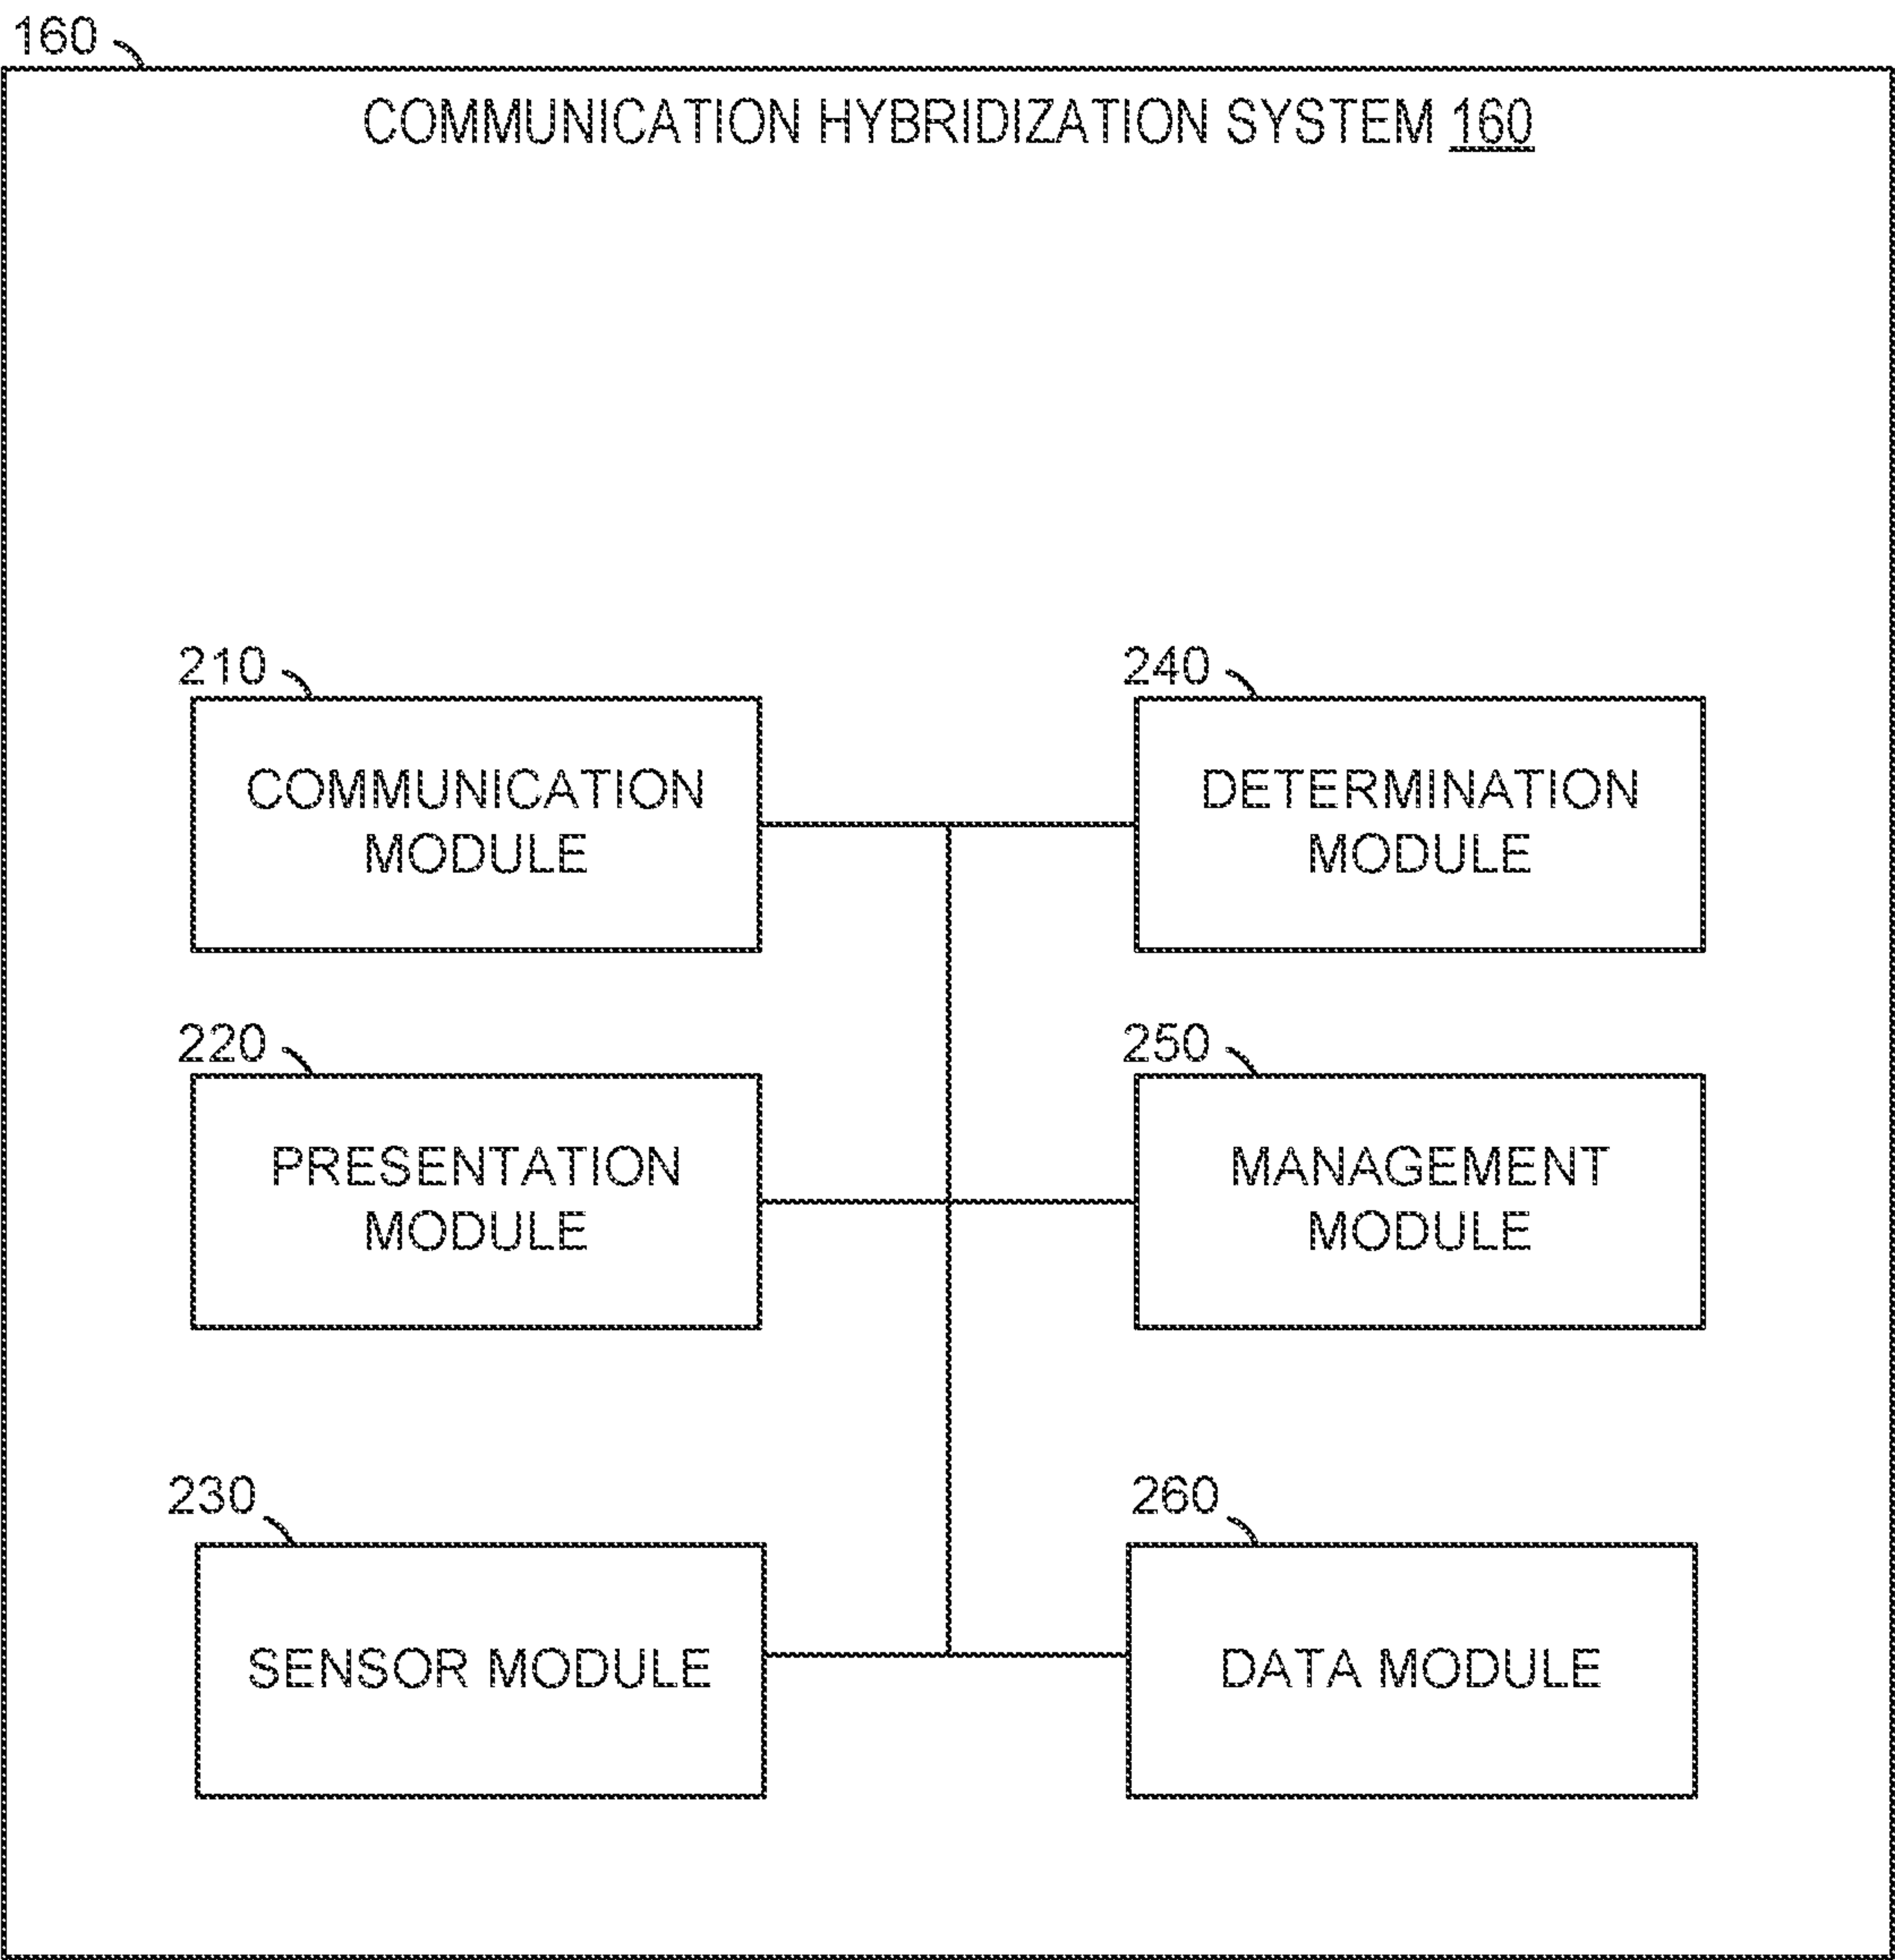 160
COMMUNICATION HYBRIDIZATION SYSTEM 160
210
COMMUNICATION
MODULE
240
DETERMINATION
MODULE
220
PRESENTATION
MODULE
250
MANAGEMENT
MODULE
230
SENSOR MODULE
260
DATA MODULE